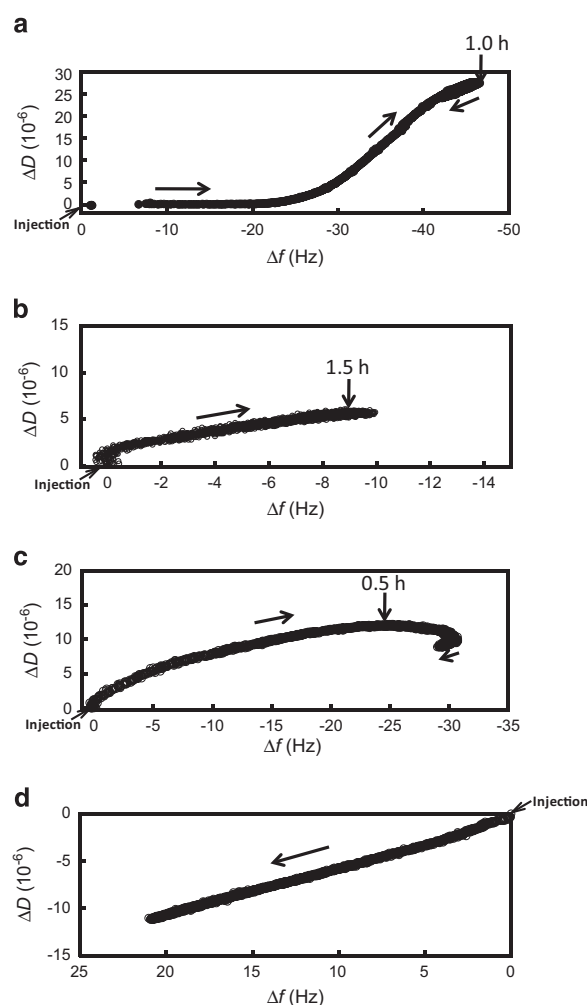 a
1.0 h
30
25
20
15
10
5
0
ΔD (10-6)
Injection
0 -10 -20 -30 -40 -50
Δf (Hz)
b
15
10
5
0
ΔD (10-6)
1.5 h
Injection
0 -2 -4 -6 -8 -10 -12 -14
Δf (Hz)
c
20
15
10
5
0
ΔD (10-6)
0.5 h
Injection
0 -5 -10 -15 -20 -25 -30 -35
Δf (Hz)
d
Injection
0
-5
-10
-15
ΔD (10-6)
25 20 15 10 5 0
Δf (Hz)